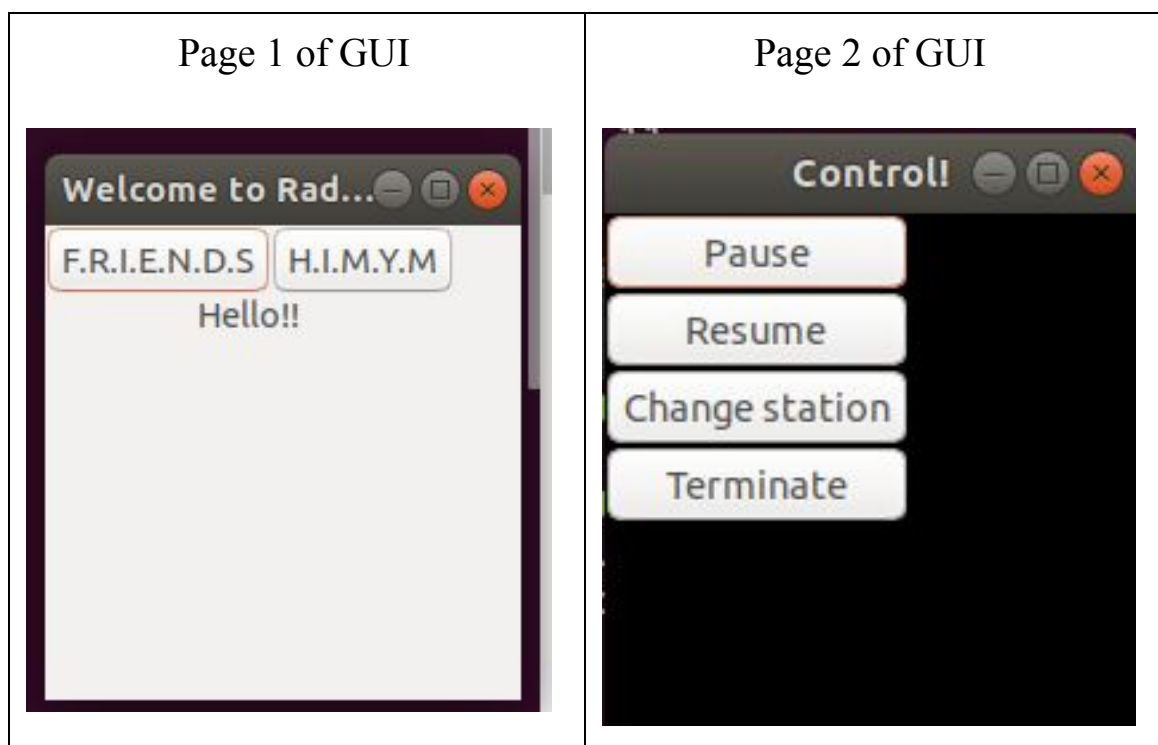 Page 1 of GUI
Page 2 of GUI
Welcome to Rad...
F.R.I.E.N.D.S
H.I.M.Y.M
Hello!!
Control!
Pause
Resume
Change station
Terminate